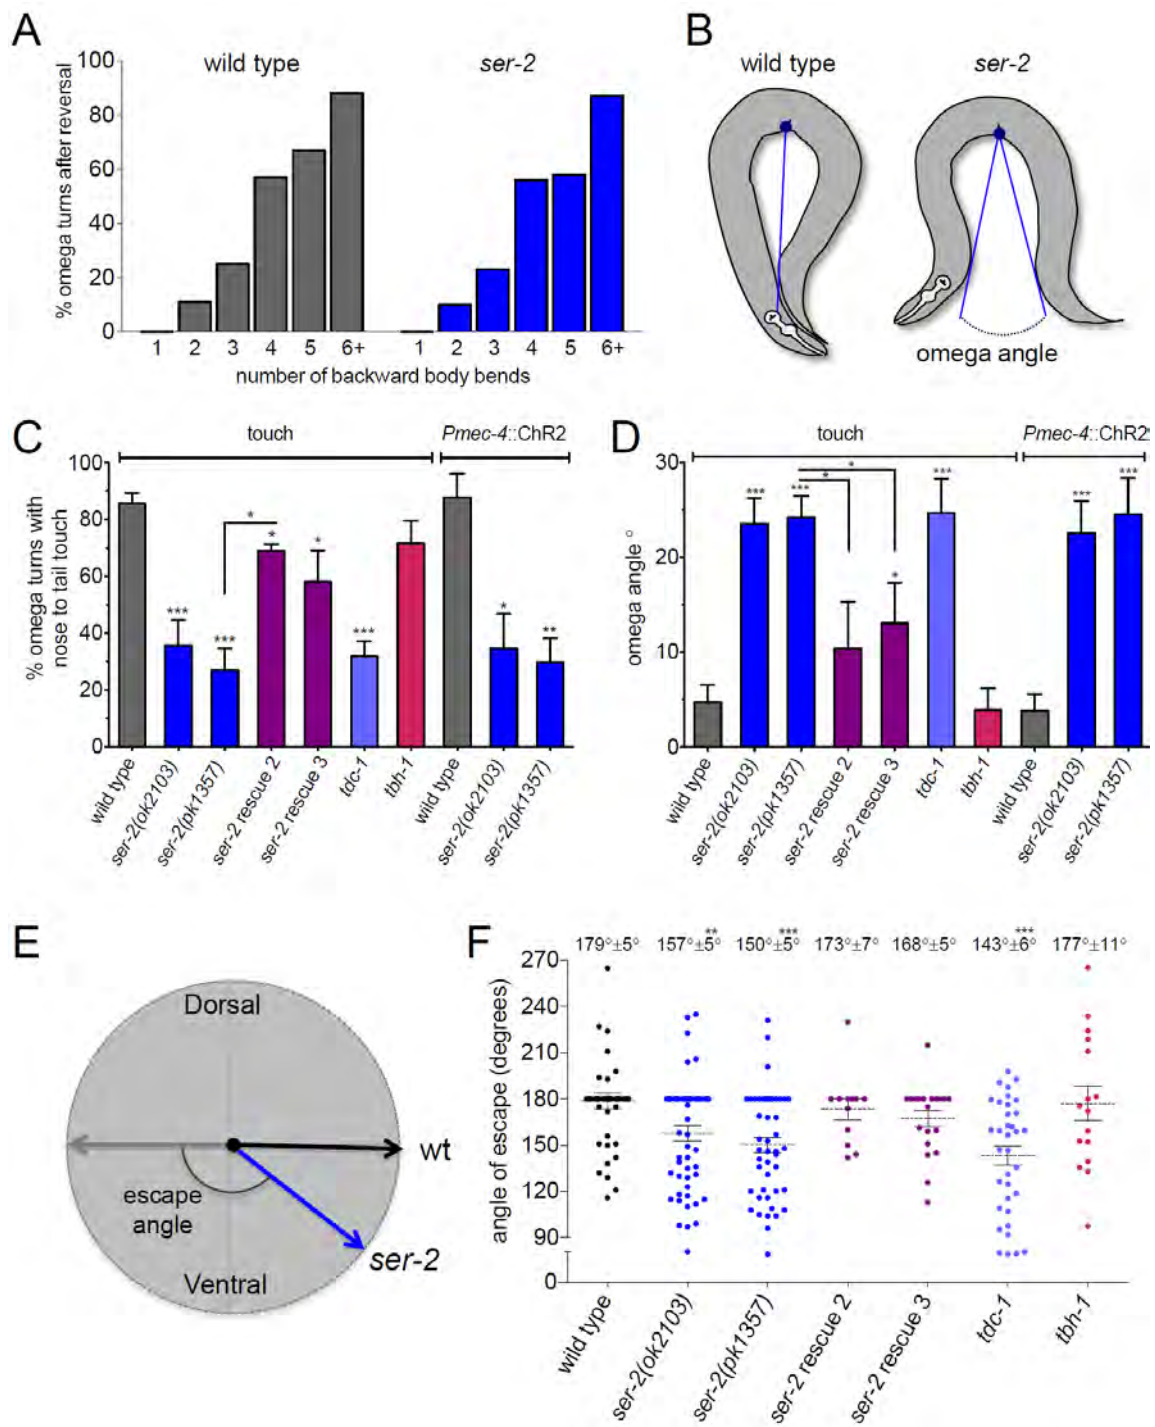 A
wild type
ser-2
% omega turns after reversal
100
80
60
40
20
0
1 2 3 4 5 6+ 1 2 3 4 5 6+
number of backward body bends
B
wild type
ser-2
omega angle
C
touch
Pmec-4::ChR2
% omega turns with
nose to tail touch
100
80
60
40
20
0
*** *** * * * *** * **
wild type
ser-2(ok2103)
ser-2(pk1357)
ser-2 rescue 2
ser-2 rescue 3
tdc-1
tbh-1
wild type
ser-2(ok2103)
ser-2(pk1357)
D
touch
Pmec-4::ChR2
omega angle °
30
20
10
0
*** *** * * * *** *** ***
wild type
ser-2(ok2103)
ser-2(pk1357)
ser-2 rescue 2
ser-2 rescue 3
tdc-1
tbh-1
wild type
ser-2(ok2103)
ser-2(pk1357)
E
Dorsal
wt
escape
angle
ser-2
Ventral
F
** *** ***
179°±5° 157°±5° 150°±5° 173°±7° 168°±5° 143°±6° 177°±11°
angle of escape (degrees)
270
240
210
180
150
120
90
0
wild type
ser-2(ok2103)
ser-2(pk1357)
ser-2 rescue 2
ser-2 rescue 3
tdc-1
tbh-1